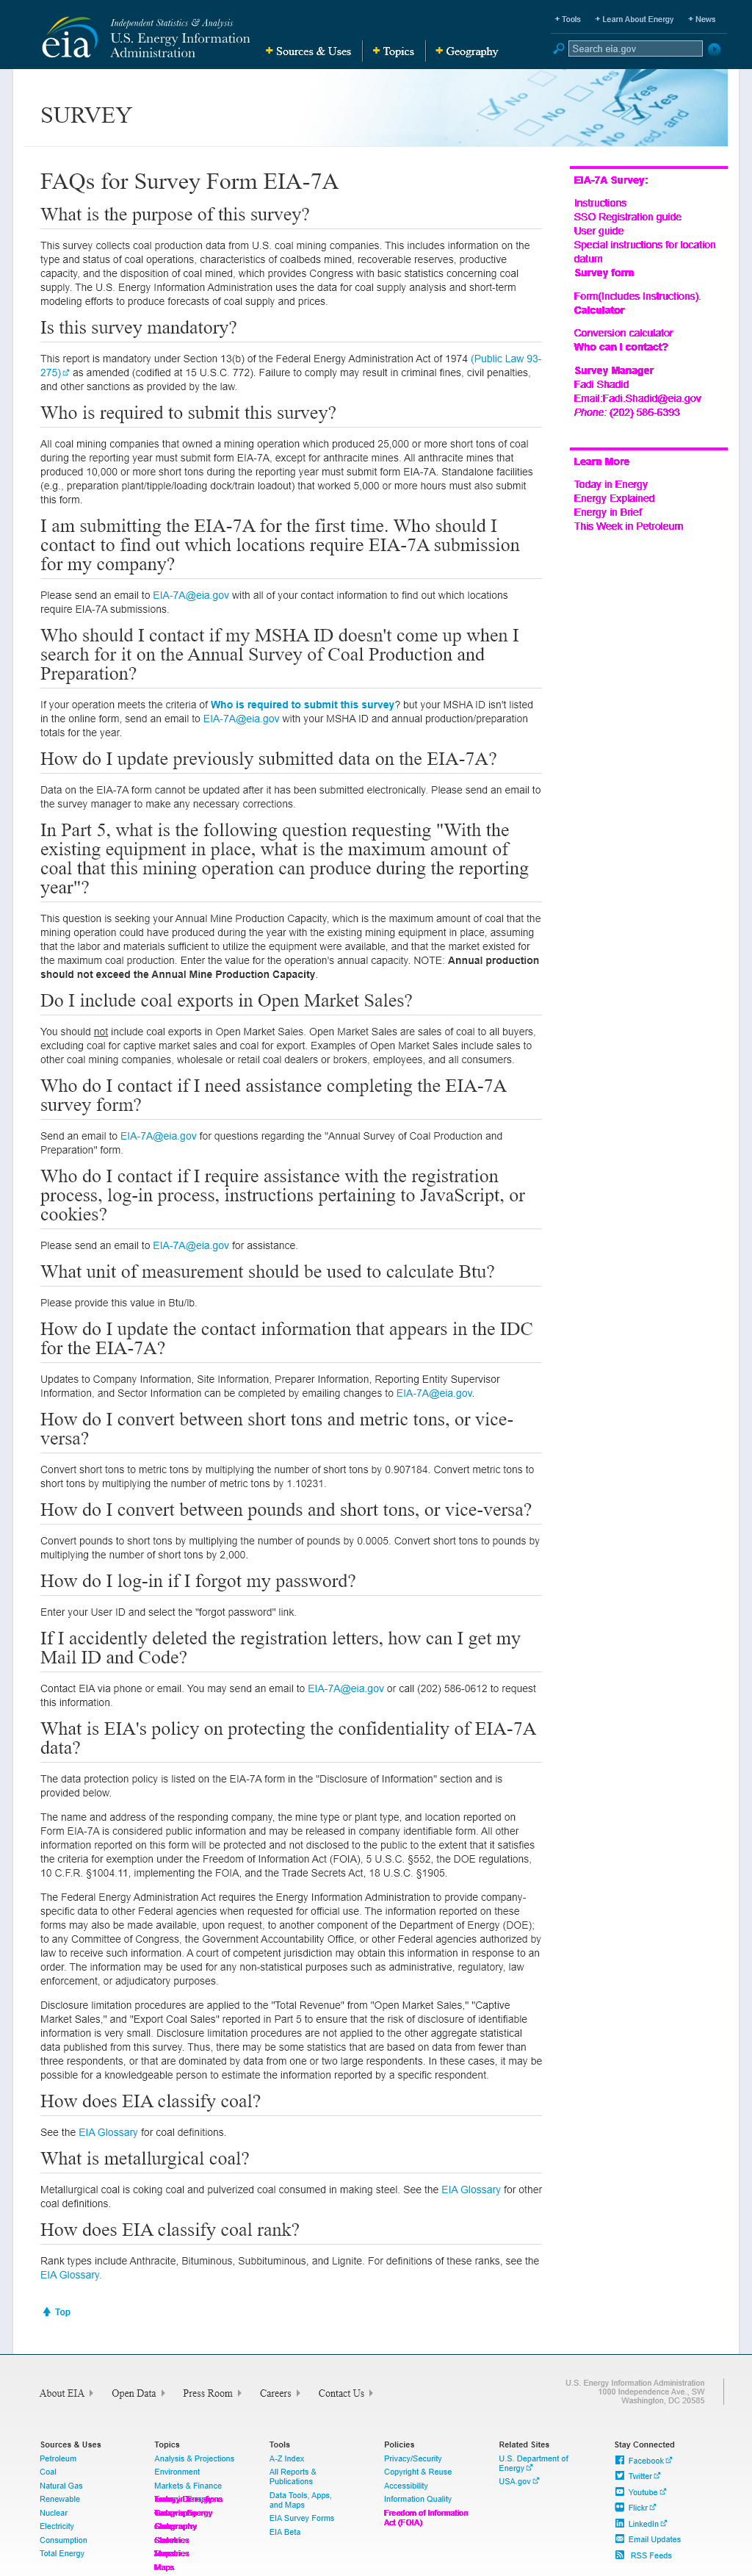 Independent Statistics & Analysis
U.S. Energy Information
Administration
eia
+ Tools + Learn About Energy + News
+ Sources & Uses + Topics + Geography
Search eia.gov
SURVEY
FAQs for Survey Form EIA-7A
What is the purpose of this survey?
This survey collects coal production data from U.S. coal mining companies. This includes information on the
type and status of coal operations, characteristics of coalbeds mined, recoverable reserves, productive
capacity, and the disposition of coal mined, which provides Congress with basic statistics concerning coal
supply. The U.S. Energy Information Administration uses the data for coal supply analysis and short-term
modeling efforts to produce forecasts of coal supply and prices.
Is this survey mandatory?
This report is mandatory under Section 13(b) of the Federal Energy Administration Act of 1974 (Public Law 93-
275) as amended (codified at 15 U.S.C. 772). Failure to comply may result in criminal fines, civil penalties,
and other sanctions as provided by the law.
Who is required to submit this survey?
All coal mining companies that owned a mining operation which produced 25,000 or more short tons of coal
during the reporting year must submit form EIA-7A, except for anthracite mines. All anthracite mines that
produced 10,000 or more short tons during the reporting year must submit form EIA-7A. Standalone facilities
(e.g., preparation plant/tipple/loading dock/train loadout) that worked 5,000 or more hours must also submit
this form.
I am submitting the EIA-7A for the first time. Who should I
contact to find out which locations require EIA-7A submission
for my company?
Please send an email to EIA-7A@eia.gov with all of your contact information to find out which locations
require EIA-7A submissions.
Who should I contact if my MSHA ID doesn't come up when I
search for it on the Annual Survey of Coal Production and
Preparation?
If your operation meets the criteria of Who is required to submit this survey? but your MSHA ID isn't listed
in the online form, send an email to EIA-7A@eia.gov with your MSHA ID and annual production/preparation
totals for the year.
How do I update previously submitted data on the EIA-7A?
Data on the EIA-7A form cannot be updated after it has been submitted electronically. Please send an email to
the survey manager to make any necessary corrections.
In Part 5, what is the following question requesting "With the
existing equipment in place, what is the maximum amount of
coal that this mining operation can produce during the reporting
year"?
This question is seeking your Annual Mine Production Capacity, which is the maximum amount of coal that the
mining operation could have produced during the year with the existing mining equipment in place, assuming
that the labor and materials sufficient to utilize the equipment were available, and that the market existed for
the maximum coal production. Enter the value for the operation's annual capacity. NOTE: Annual production
should not exceed the Annual Mine Production Capacity.
Do I include coal exports in Open Market Sales?
You should not include coal exports in Open Market Sales. Open Market Sales are sales of coal to all buyers,
excluding coal for captive market sales and coal for export. Examples of Open Market Sales include sales to
other coal mining companies, wholesale or retail coal dealers or brokers, employees, and all consumers.
Who do I contact if I need assistance completing the EIA-7A
survey form?
Send an email to EIA-7A@eia.gov for questions regarding the "Annual Survey of Coal Production and
Preparation" form.
Who do I contact if I require assistance with the registration
process, log-in process, instructions pertaining to JavaScript, or
cookies?
Please send an email to EIA-7A@eia.gov for assistance.
What unit of measurement should be used to calculate Btu?
Please provide this value in Btu/lb.
How do I update the contact information that appears in the IDC
for the EIA-7A?
Updates to Company Information, Site Information, Preparer Information, Reporting Entity Supervisor
Information, and Sector Information can be completed by emailing changes to EIA-7A@eia.gov.
How do I convert between short tons and metric tons, or vice-
versa?
Convert short tons to metric tons by multiplying the number of short tons by 0.907184. Convert metric tons to
short tons by multiplying the number of metric tons by 1.10231.
How do I convert between pounds and short tons, or vice-versa?
Convert pounds to short tons by multiplying the number of pounds by 0.0005. Convert short tons to pounds by
multiplying the number of short tons by 2,000.
How do I log-in if I forgot my password?
Enter your User ID and select the "forgot password" link.
If I accidently deleted the registration letters, how can I get my
Mail ID and Code?
Contact EIA via phone or email. You may send an email to EIA-7A@eia.gov or call (202) 586-0612 to request
this information.
What is EIA's policy on protecting the confidentiality of EIA-7A
data?
The data protection policy is listed on the EIA-7A form in the "Disclosure of Information" section and is
provided below.
The name and address of the responding company, the mine type or plant type, and location reported on
Form EIA-7A is considered public information and may be released in company identifiable form. All other
information reported on this form will be protected and not disclosed to the public to the extent that it satisfies
the criteria for exemption under the Freedom of Information Act (FOIA), 5 U.S.C. §552, the DOE regulations,
10 C.F.R. §1004.11, implementing the FOIA, and the Trade Secrets Act, 18 U.S.C. §1905.
The Federal Energy Administration Act requires the Energy Information Administration to provide company-
specific data to other Federal agencies when requested for official use. The information reported on these
forms may also be made available, upon request, to another component of the Department of Energy (DOE);
to any Committee of Congress, the Government Accountability Office, or other Federal agencies authorized by
law to receive such information. A court of competent jurisdiction may obtain this information in response to an
order. The information may be used for any non-statistical purposes such as administrative, regulatory, law
enforcement, or adjudicatory purposes.
Disclosure limitation procedures are applied to the "Total Revenue" from "Open Market Sales," "Captive
Market Sales," and "Export Coal Sales" reported in Part 5 to ensure that the risk of disclosure of identifiable
information is very small. Disclosure limitation procedures are not applied to the other aggregate statistical
data published from this survey. Thus, there may be some statistics that are based on data from fewer than
three respondents, or that are dominated by data from one or two large respondents. In these cases, it may be
possible for a knowledgeable person to estimate the information reported by a specific respondent.
How does EIA classify coal?
See the EIA Glossary for coal definitions.
What is metallurgical coal?
Metallurgical coal is coking coal and pulverized coal consumed in making steel. See the EIA Glossary for other
coal definitions.
How does EIA classify coal rank?
Rank types include Anthracite, Bituminous, Subbituminous, and Lignite. For definitions of these ranks, see the
EIA Glossary.
Top
EIA-7A Survey:
Instructions
SSO Registration guide
User guide
Special instructions for location
datum
Survey form
Form(Includes Instructions).
Calculator
Conversion calculator
Who can I contact?
Survey Manager
Fadi Shadid
Email:Fadi.Shadid@eia.gov
Phone: (202) 586-6393
Learn More
Today in Energy
Energy Explained
Energy in Brief
This Week in Petroleum
About EIA Open Data Press Room Careers Contact Us
U.S. Energy Information Administration
1000 Independence Ave., SW
Washington, DC 20585
Sources & Uses
Petroleum
Coal
Natural Gas
Renewable
Nuclear
Electricity
Consumption
Total Energy
Topics
Analysis & Projections
Environment
Markets & Finance
Maps
Tools
A-Z Index
All Reports &
Publications
Data Tools, Apps,
and Maps
EIA Survey Forms
EIA Beta
Policies
Privacy/Security
Copyright & Reuse
Accessibility
Information Quality
Freedom of Information
Act (FOIA)
Related Sites
U.S. Department of
Energy
USA.gov
Stay Connected
Facebook
Twitter
Youtube
Flickr
LinkedIn
Email Updates
RSS Feeds